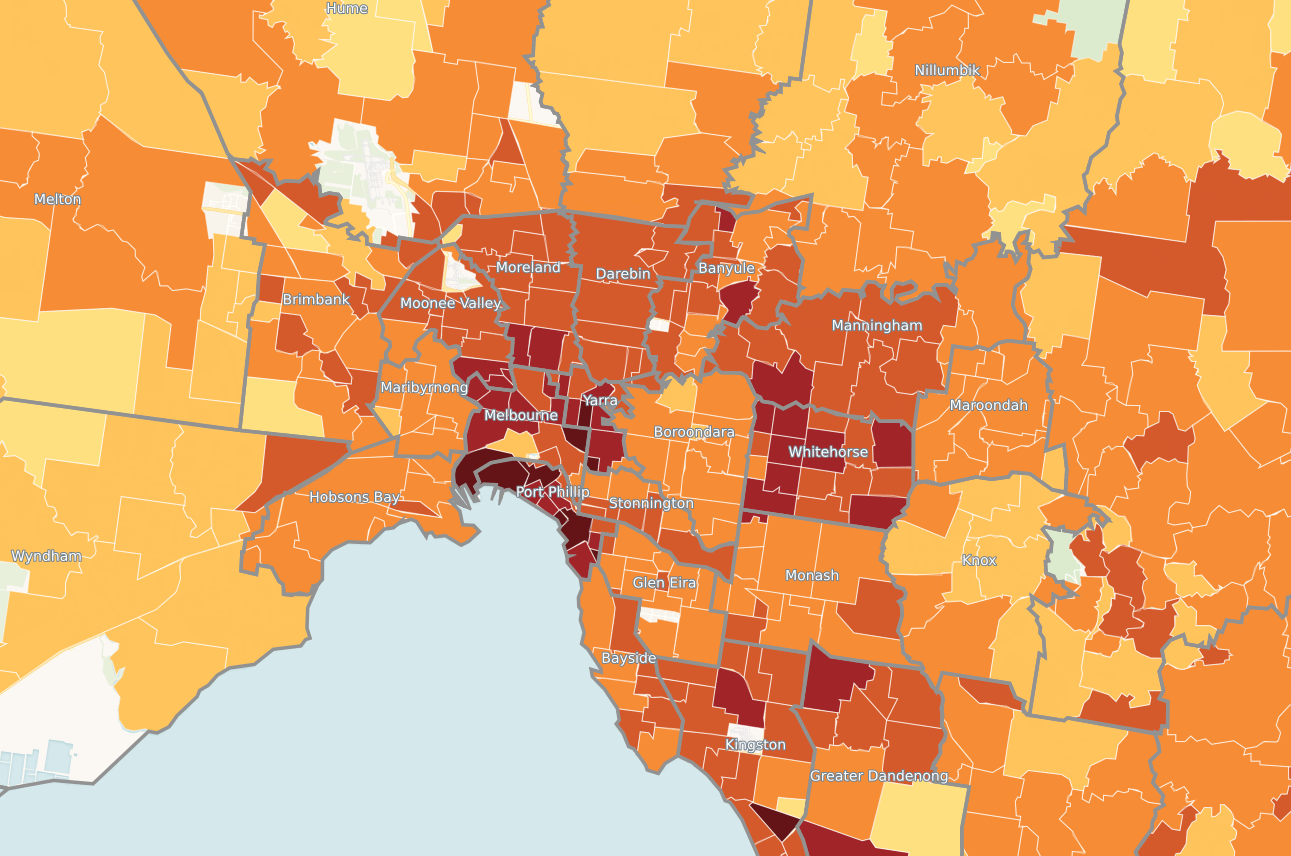 Hume
Nillumbik
Melton
Moreland
Darebin
Banyule
Brimbank
Moonee Valley
Manningham
Maribyrnong
Yarra
Melbourne
Maroondah
Boroondara
Whitehorse
Port Phillip
Hobsons Bay
Stonnington
Wyndham
Knox
Monash
Glen Eira
Bayside
Kingston
Greater Dandenong